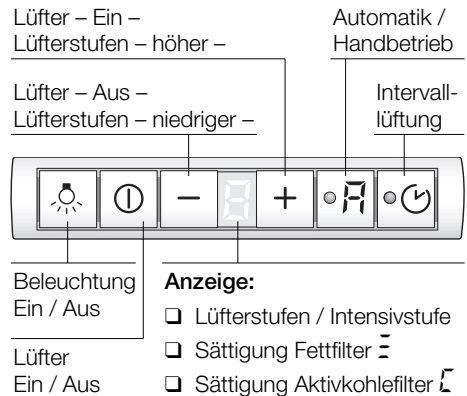 Lüfter – Ein –
Lüfterstufen – höher –
Automatik /
Handbetrieb
Lüfter – Aus –
Lüfterstufen – niedriger –
Intervall-
lüftung
− 8 + A
Beleuchtung
Ein / Aus
Lüfter
Ein / Aus
Anzeige:
❑ Lüfterstufen / Intensivstufe
❑ Sättigung Fettfilter
❑ Sättigung Aktivkohlefilter